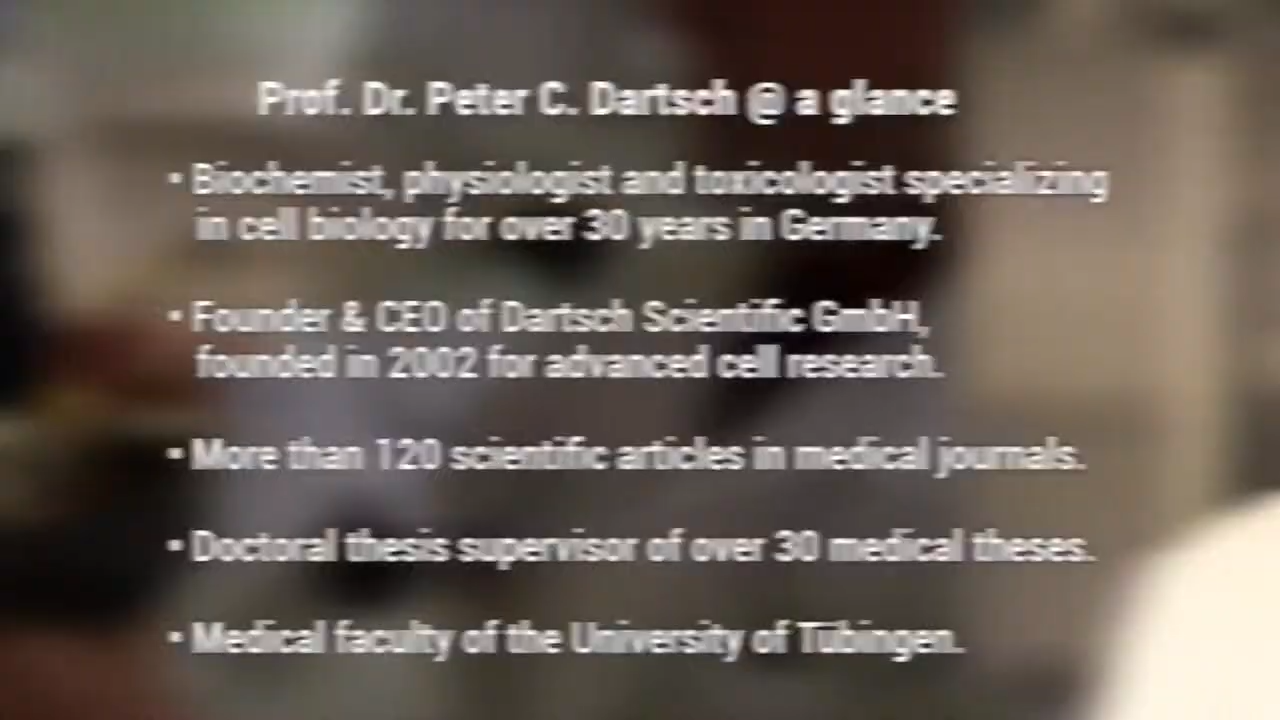 Prof. Dr. Peter C. Dartsch @ a glance
• Biochemist, physiologist and toxicologist specializing
in cell biology for over 30 years in Germany.
• Founder & CEO of Dartsch Scientific GmbH,
founded in 2002 for advanced cell research.
• More than 120 scientific articles in medical journals.
• Doctoral thesis supervisor of over 30 medical theses.
• Medical faculty of the University of Tübingen.